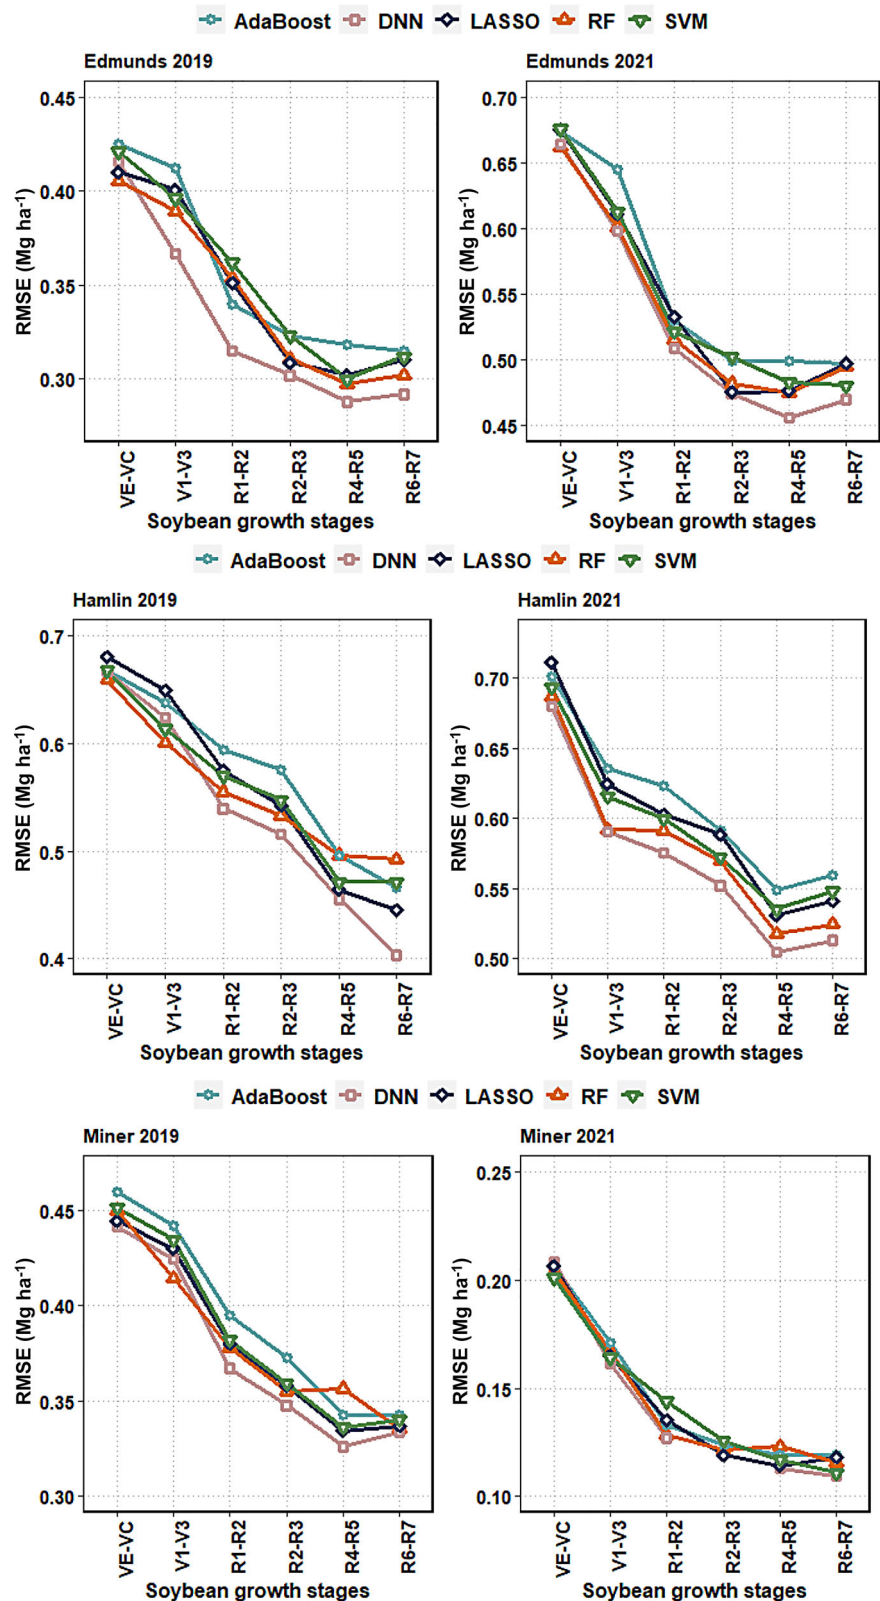 AdaBoost DNN LASSO RF SVM
Edmunds 2019
Edmunds 2021
RMSE (Mg ha⁻¹)
0.45
0.40
0.35
0.30
VE-VC V1-V3 R1-R2 R2-R3 R4-R5 R6-R7
Soybean growth stages
RMSE (Mg ha⁻¹)
0.70
0.65
0.60
0.55
0.50
0.45
VE-VC V1-V3 R1-R2 R2-R3 R4-R5 R6-R7
Soybean growth stages
AdaBoost DNN LASSO RF SVM
Hamlin 2019
Hamlin 2021
RMSE (Mg ha⁻¹)
0.7
0.6
0.5
0.4
VE-VC V1-V3 R1-R2 R2-R3 R4-R5 R6-R7
Soybean growth stages
RMSE (Mg ha⁻¹)
0.70
0.65
0.60
0.55
0.50
VE-VC V1-V3 R1-R2 R2-R3 R4-R5 R6-R7
Soybean growth stages
AdaBoost DNN LASSO RF SVM
Miner 2019
Miner 2021
RMSE (Mg ha⁻¹)
0.45
0.40
0.35
0.30
VE-VC V1-V3 R1-R2 R2-R3 R4-R5 R6-R7
Soybean growth stages
RMSE (Mg ha⁻¹)
0.25
0.20
0.15
0.10
VE-VC V1-V3 R1-R2 R2-R3 R4-R5 R6-R7
Soybean growth stages